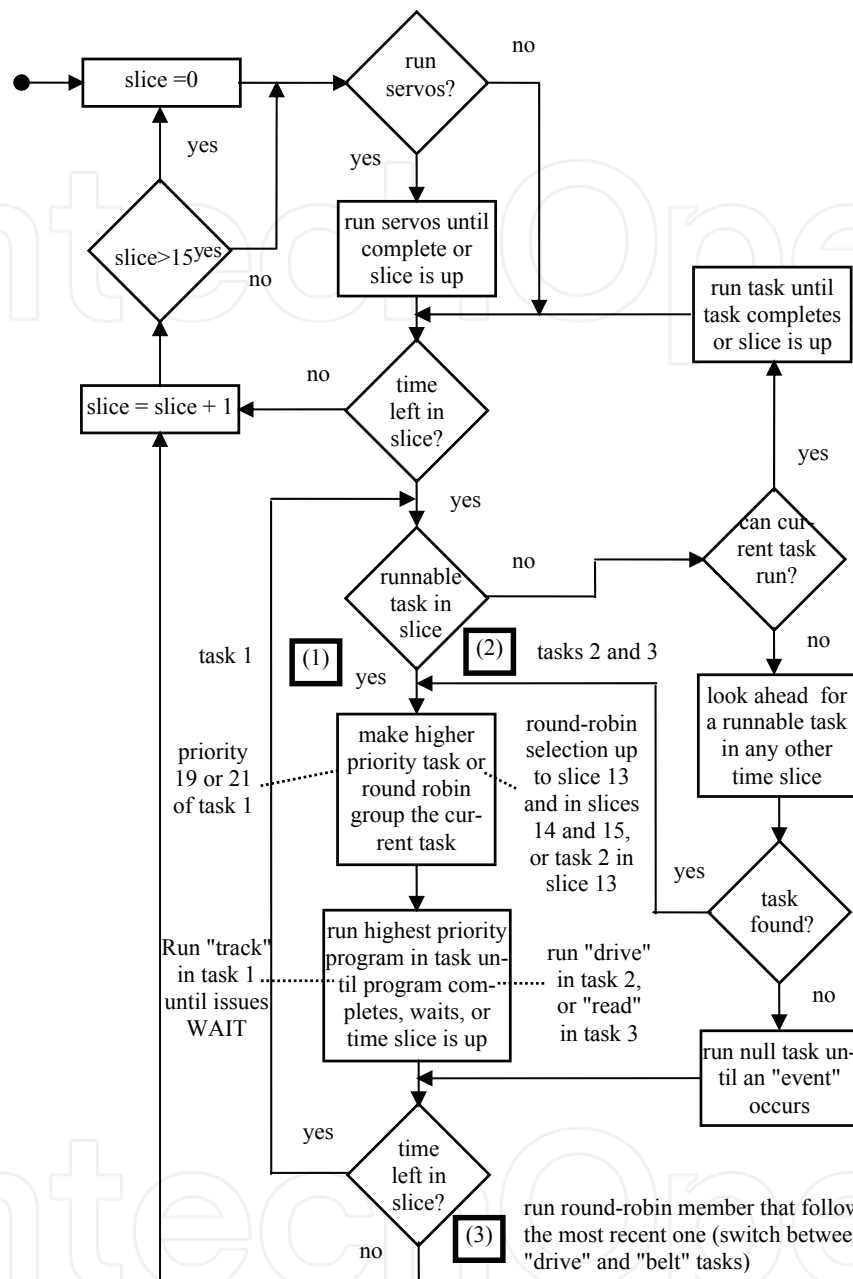 slice =0
run
servos?
no
yes
yes
run servos until
complete or
slice is up
slice>15
yes
no
run task until
task completes
or slice is up
time
left in
slice?
no
slice = slice + 1
yes
yes
can cur-
rent task
run?
runnable
task in
slice
no
no
task 1
(1)
(2)
tasks 2 and 3
yes
look ahead for
a runnable task
in any other
time slice
make higher
priority task or
round robin
group the cur-
rent task
priority
19 or 21
of task 1
round-robin
selection up
to slice 13
and in slices
14 and 15,
or task 2 in
slice 13
yes
task
found?
no
Run "track"
in task 1
until issues
WAIT
run highest priority
program in task un-
til program com-
pletes, waits, or
time slice is up
run "drive"
in task 2,
or "read"
in task 3
run null task un-
til an "event"
occurs
yes
time
left in
slice?
no
(3)
run round-robin member that follow
the most recent one (switch between
"drive" and "belt" tasks)
ntechOpe
ntechOpe